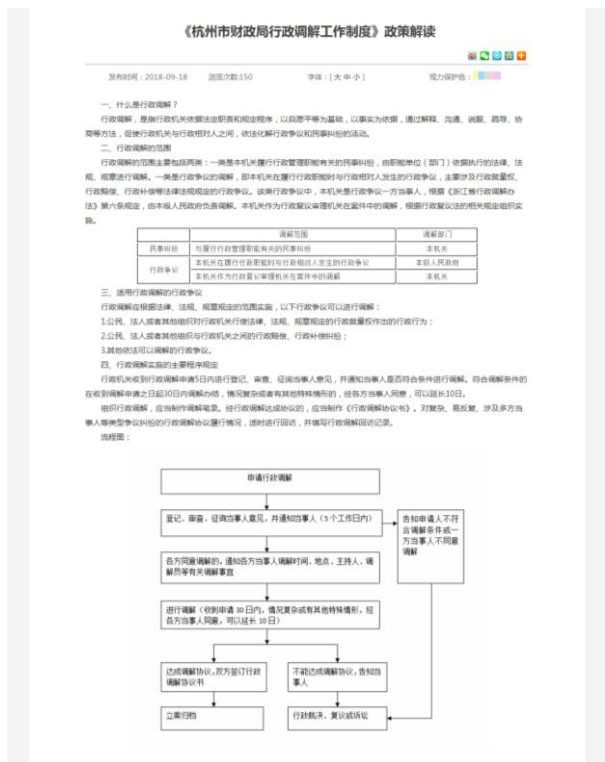 《杭州市财政局行政调解工作制度》政策解读
发布时间：2018-09-18 浏览次数:150 字体：[ 大 中 小 ] 视力保护色：
一、什么是行政调解？
行政调解，是指行政机关依据法定职责和规定程序，以自愿平等为基础，以事实为依据，通过解释、沟通、说服、疏导、协
商等方法，促使行政机关与行政相对人之间，依法化解行政争议和民事纠纷的活动。
二、行政调解的范围
行政调解的范围主要包括两类：一类是本机关履行行政管理职能有关的民事纠纷，由职能单位（部门）依据执行的法律、法
规、规章进行调解。一类是行政争议的调解，即本机关在履行行政职能时与行政相对人发生的行政争议，主要涉及行政裁量权、
行政赔偿、行政补偿等法律法规规定的行政争议。该类行政争议中，本机关是行政争议一方当事人，根据《浙江省行政调解办
法》第六条规定，由本级人民政府负责调解。本机关作为行政复议审理机关在案件中的调解，根据行政复议法的相关规定组织实
施。
调解范围 调解部门
民事纠纷 与履行行政管理职能有关的民事纠纷 本机关
行政争议 本机关在履行行政职能时与行政相对人发生的行政争议 本级人民政府
本机关作为行政复议审理机关在案件中的调解 本机关
三、适用行政调解的行政争议
行政调解应根据法律、法规、规章规定的范围实施，以下行政争议可以进行调解：
1.公民、法人或者其他组织对行政机关行使法律、法规、规章规定的行政裁量权作出的行政行为；
2.公民、法人或者其他组织与行政机关之间的行政赔偿、行政补偿纠纷；
3.其他依法可以调解的行政争议。
四、行政调解实施的主要程序规定
行政机关收到行政调解申请5日内进行登记、审查、征询当事人意见，并通知当事人是否符合条件进行调解。符合调解条件的
在收到调解申请之日起30日内调解办结，情况复杂或者有其他特殊情形的，经各方当事人同意，可以延长10日。
组织行政调解，应当制作调解笔录。经行政调解达成协议的，应当制作《行政调解协议书》。对复杂、易反复、涉及多方当
事人等类型争议纠纷的行政调解协议履行情况，适时进行回访，并填写行政调解回访记录。
流程图：
申请行政调解
登记、审查、征询当事人意见，并通知当事人（5 个工作日内）
告知申请人不符
合调解条件或一
方当事人不同意
调解
各方同意调解的，通知各方当事人调解时间、地点、主持人、调
解员等有关调解事宜
进行调解（收到申请 30 日内，情况复杂或有其他特殊情形，经
各方当事人同意，可以延长 10 日）
达成调解协议，双方签订行政
调解协议书
不能达成调解协议，告知当
事人
立案归档
行政裁决、复议或诉讼